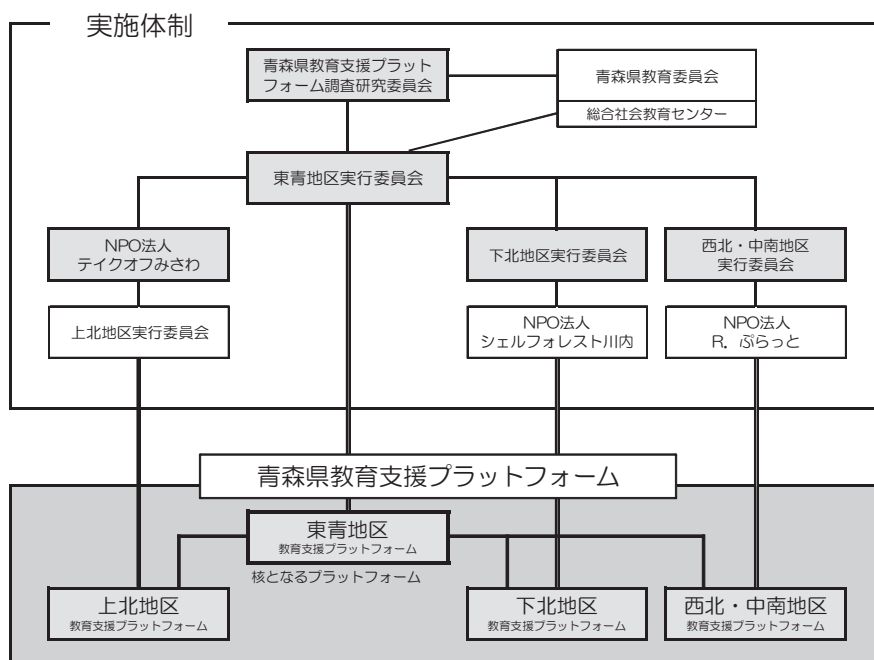 実施体制
青森県教育支援プラット
フォーム調査研究委員会
青森県教育委員会
総合社会教育センター
東青地区実行委員会
NPO法人
テイクオフみさわ
下北地区実行委員会
西北・中南地区
実行委員会
上北地区実行委員会
NPO法人
シェルフォレスト川内
NPO法人
R．ぷらっと
青森県教育支援プラットフォーム
東青地区
教育支援プラットフォーム
核となるプラットフォーム
上北地区
教育支援プラットフォーム
下北地区
教育支援プラットフォーム
西北・中南地区
教育支援プラットフォーム